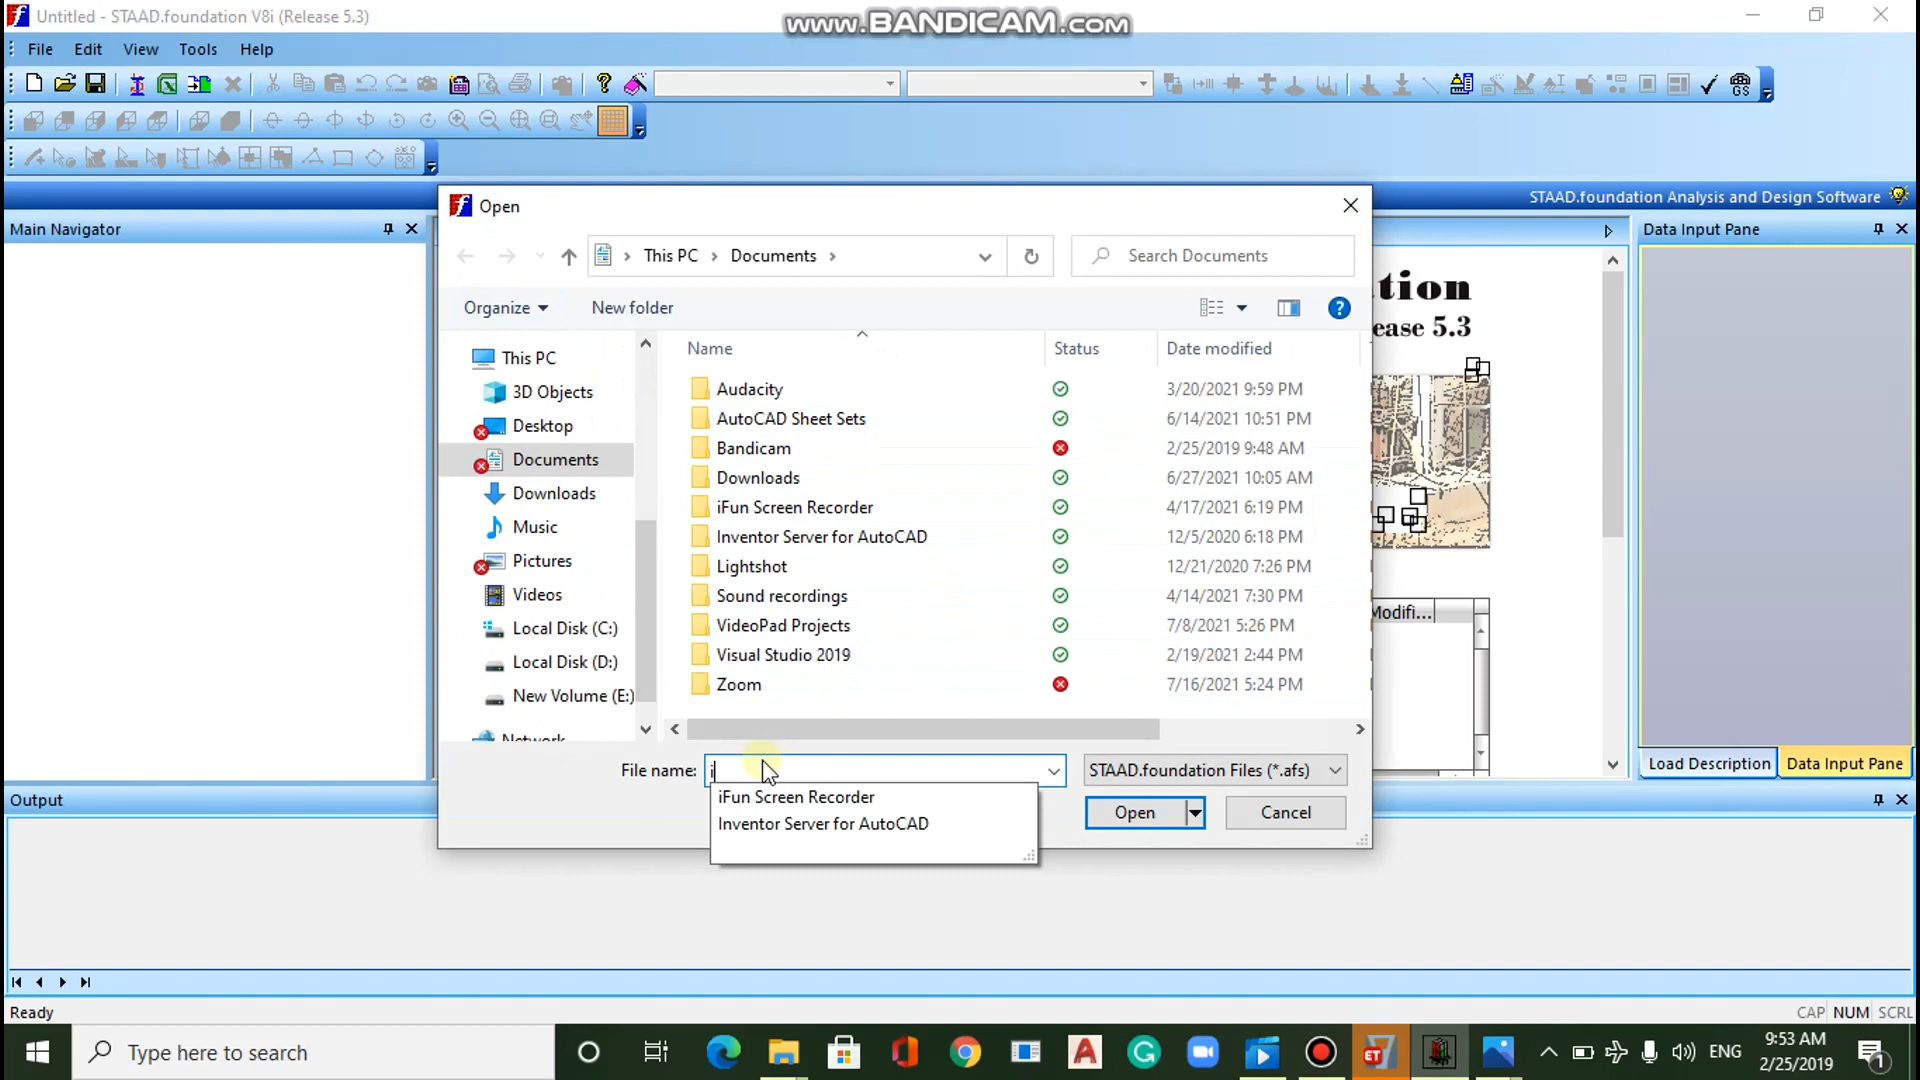 Untitled - STAAD.foundation V8i (Release 5.3)
www.BANDICAM.com
File Edit View Tools Help
GS
STAAD.foundation Analysis and Design Software
Main Navigator
Open
Data Input Pane
This PC
Documents
Search Documents
tion
Organize
New folder
ease 5.3
Name
Status
Date modified
This PC
3D Objects
Desktop
Documents
Downloads
Music
Pictures
Videos
Local Disk (C:)
Local Disk (D:)
New Volume (E:)
Network
Audacity 3/20/2021 9:59 PM
AutoCAD Sheet Sets 6/14/2021 10:51 PM
Bandicam 2/25/2019 9:48 AM
Downloads 6/27/2021 10:05 AM
iFun Screen Recorder 4/17/2021 6:19 PM
Inventor Server for AutoCAD 12/5/2020 6:18 PM
Lightshot 12/21/2020 7:26 PM
Sound recordings 4/14/2021 7:30 PM
VideoPad Projects 7/8/2021 5:26 PM
Visual Studio 2019 2/19/2021 2:44 PM
Zoom 7/16/2021 5:24 PM
Modifi...
File name: i
STAAD.foundation Files (*.afs)
iFun Screen Recorder
Inventor Server for AutoCAD
Open
Cancel
Load Description
Data Input Pane
Output
Ready
CAP NUM SCRL
Type here to search
ET
ENG
9:53 AM
2/25/2019
1